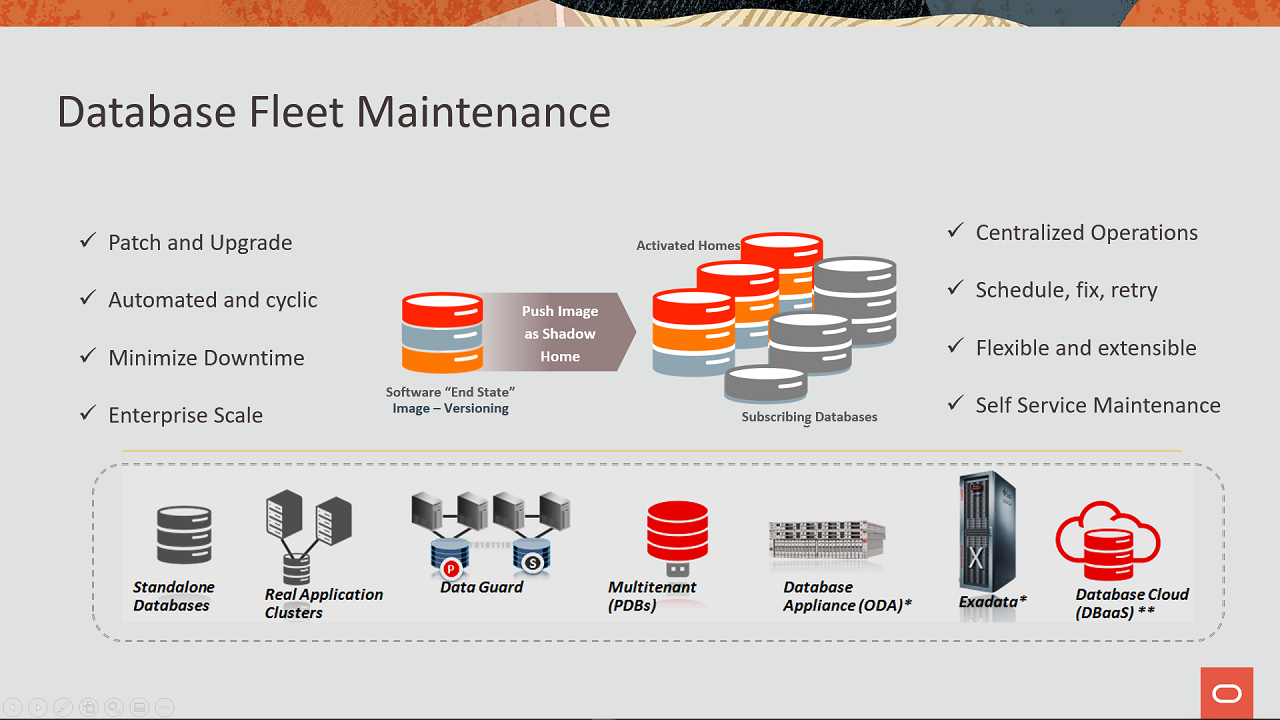 Database Fleet Maintenance
✓ Patch and Upgrade
✓ Automated and cyclic
✓ Minimize Downtime
✓ Enterprise Scale
Software “End State”
Image – Versioning
Push Image
as Shadow
Home
Activated Homes
Subscribing Databases
✓ Centralized Operations
✓ Schedule, fix, retry
✓ Flexible and extensible
✓ Self Service Maintenance
Standalone
Databases
Real Application
Clusters
P
S
Data Guard
Multitenant
(PDBs)
Database
Appliance (ODA)*
X
Exadata*
Database Cloud
(DBaaS) **